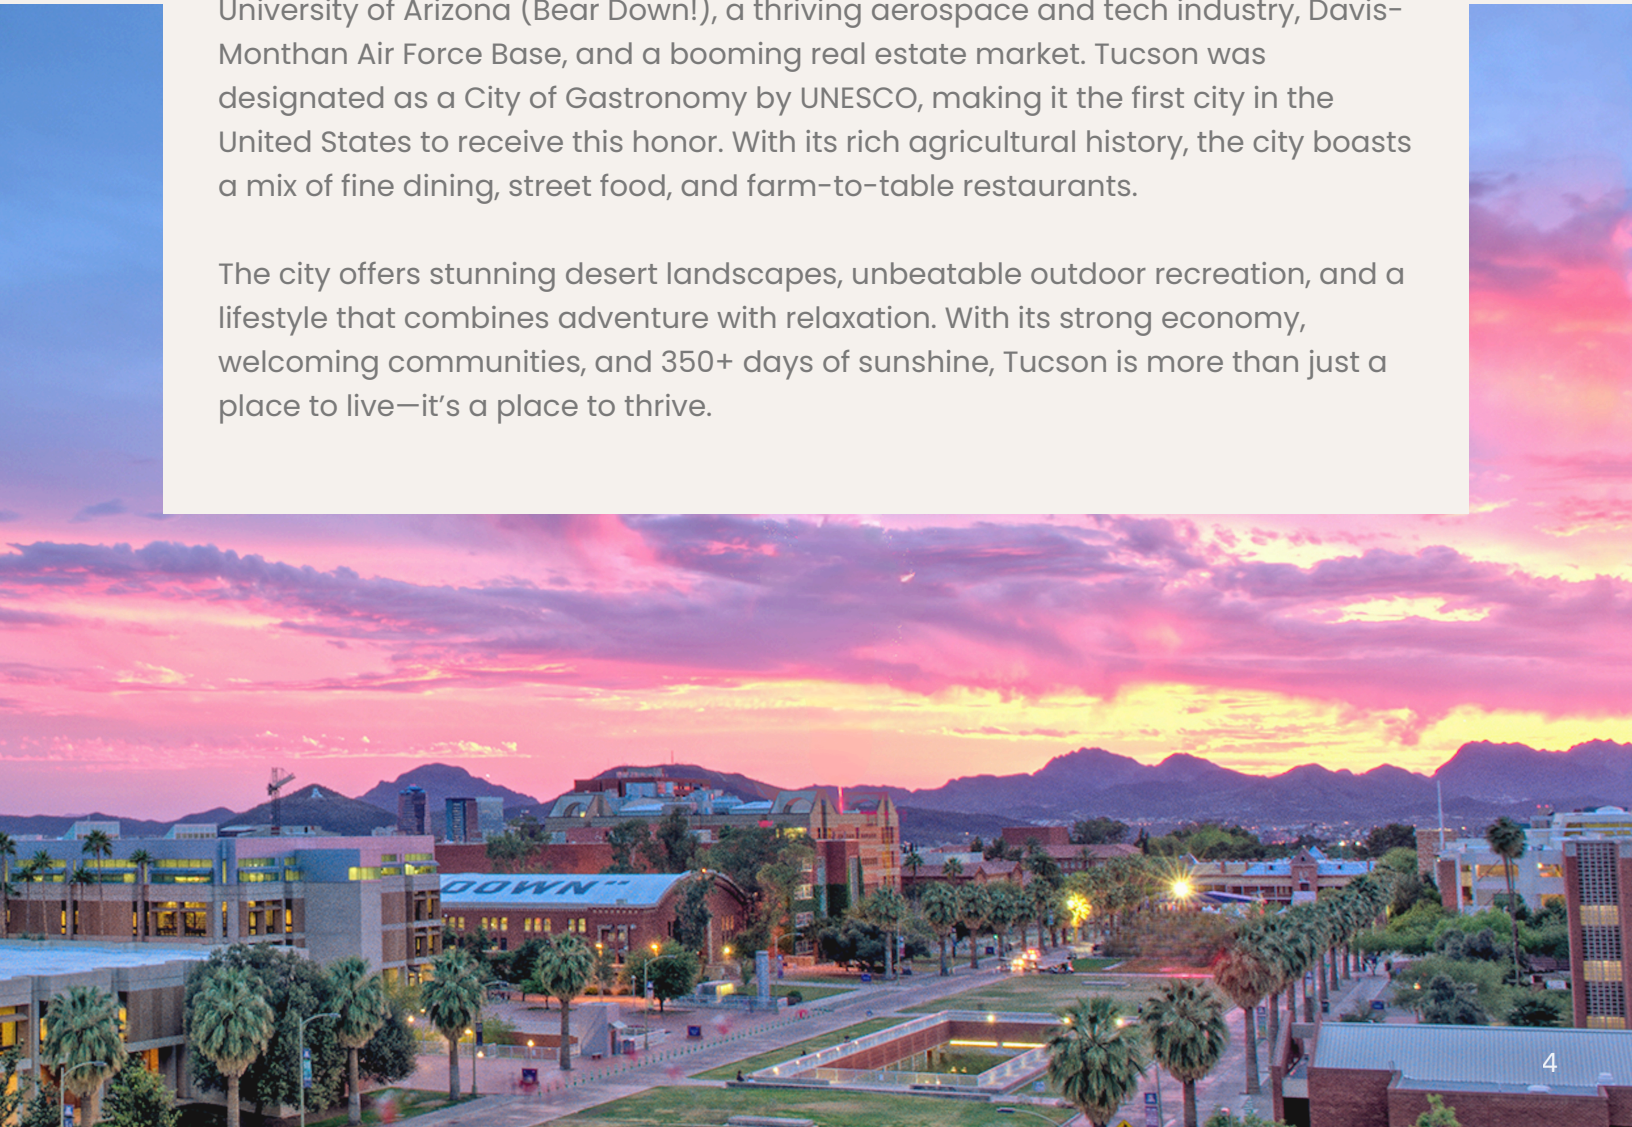 University of Arizona (Bear Down!), a thriving aerospace and tech industry, Davis-
Monthan Air Force Base, and a booming real estate market. Tucson was
designated as a City of Gastronomy by UNESCO, making it the first city in the
United States to receive this honor. With its rich agricultural history, the city boasts
a mix of fine dining, street food, and farm-to-table restaurants.
The city offers stunning desert landscapes, unbeatable outdoor recreation, and a
lifestyle that combines adventure with relaxation. With its strong economy,
welcoming communities, and 350+ days of sunshine, Tucson is more than just a
place to live—it's a place to thrive.
DOWN"
4